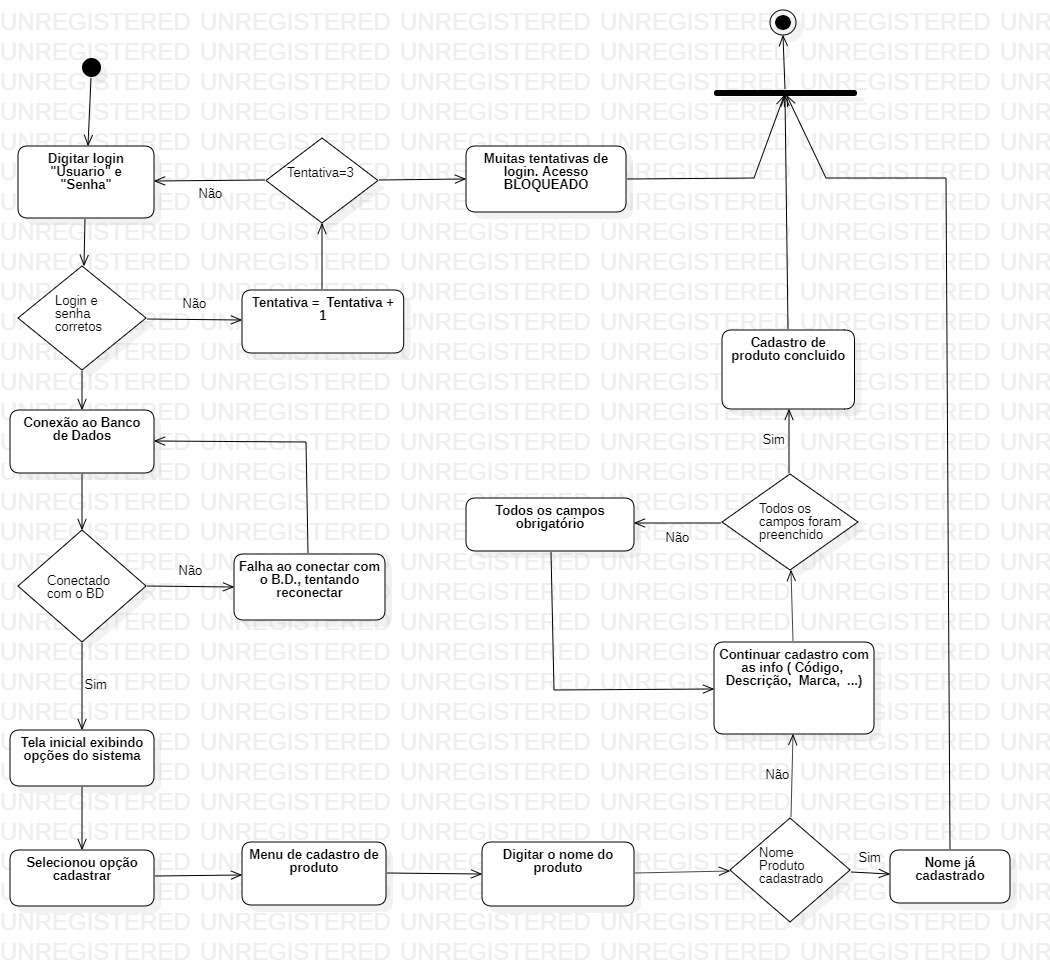 Digitar login
"Usuario" e
"Senha"
Não
Tentativa=3
Muitas tentativas de
login. Acesso
BLOQUEADO
Login e
senha
corretos
Não
Tentativa =  Tentativa +
1
Conexão ao Banco
de Dados
Conectado
com o BD
Não
Falha ao conectar com
o B.D., tentando
reconectar
Sim
Tela inicial exibindo
opções do sistema
Selecionou opção
cadastrar
Menu de cadastro de
produto
Digitar o nome do
produto
Nome
Produto
cadastrado
Sim
Nome já
cadastrado
Não
Continuar cadastro com
as info ( Código,
Descrição,  Marca,  ...)
Todos os
campos foram
preenchido
Não
Todos os campos
obrigatório
Sim
Cadastro de
produto concluido
UNREGISTERED